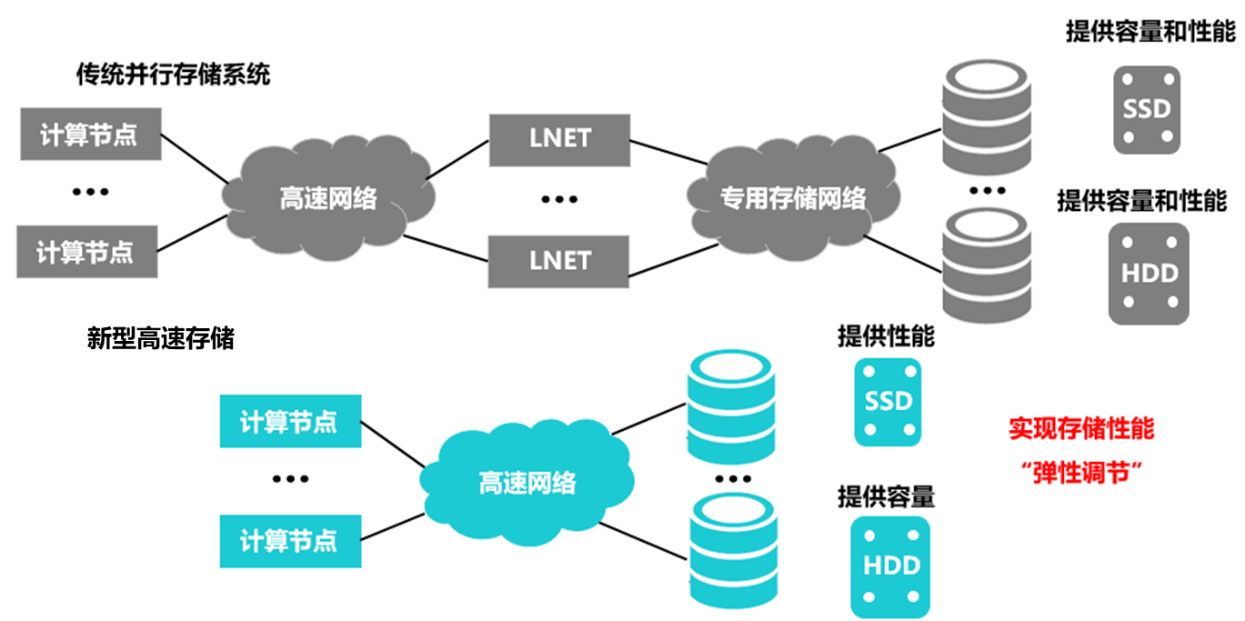 提供容量和性能
传统并行存储系统
SSD
计算节点
LNET
...
高速网络
...
专用存储网络
...
提供容量和性能
计算节点
LNET
HDD
新型高速存储
提供性能
计算节点
SSD
实现存储性能
“弹性调节”
...
高速网络
...
提供容量
计算节点
HDD